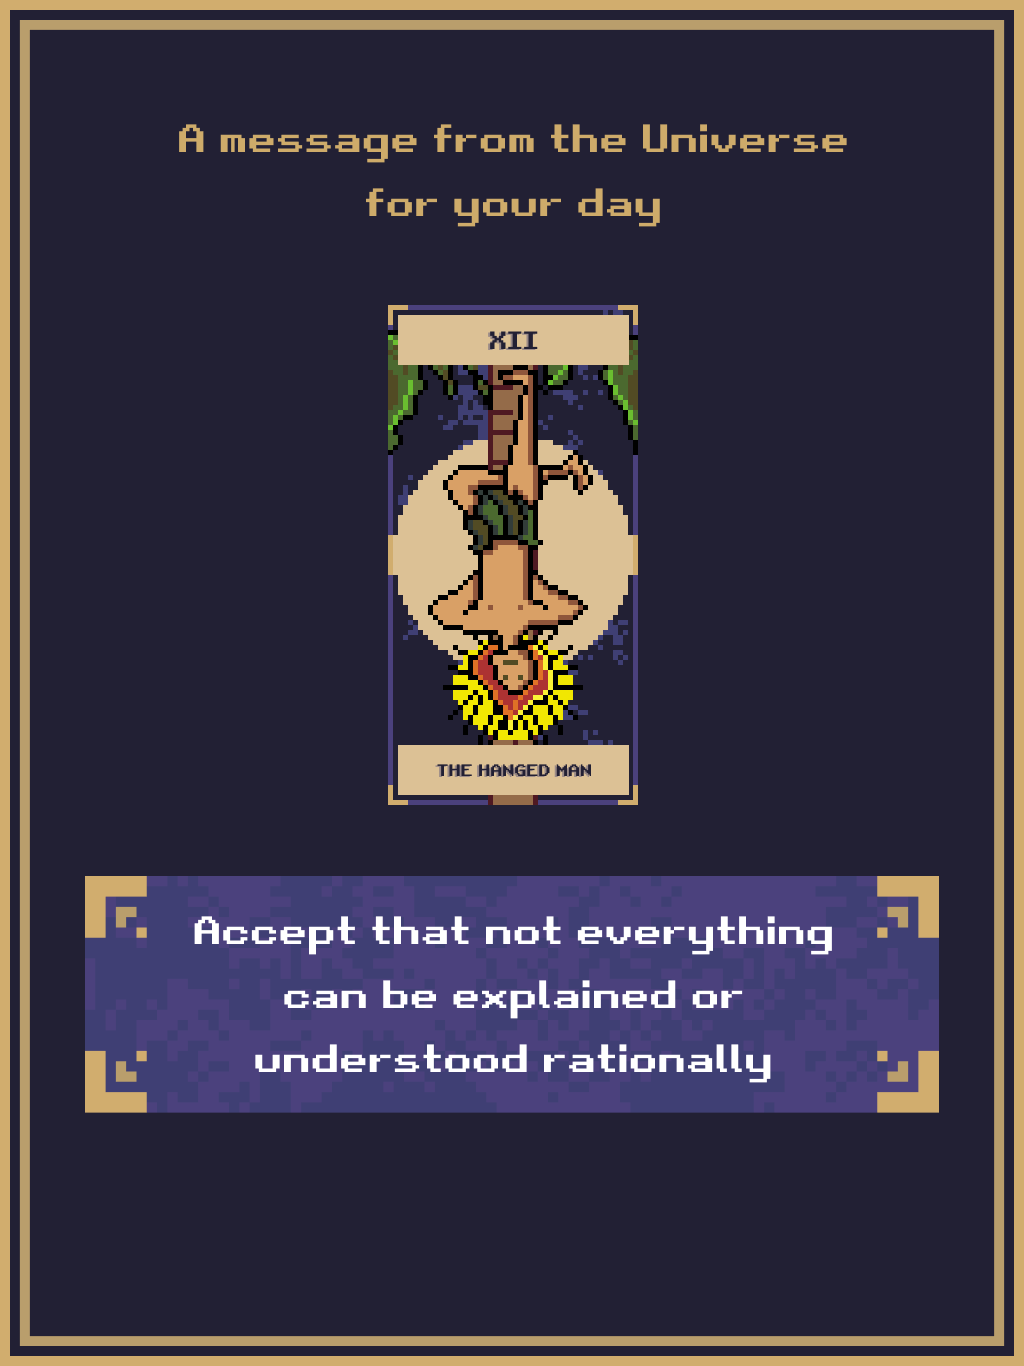 A message from the Universe
for your day
XII
THE HANGED MAN
Accept that not everything
can be explained or
understood rationally